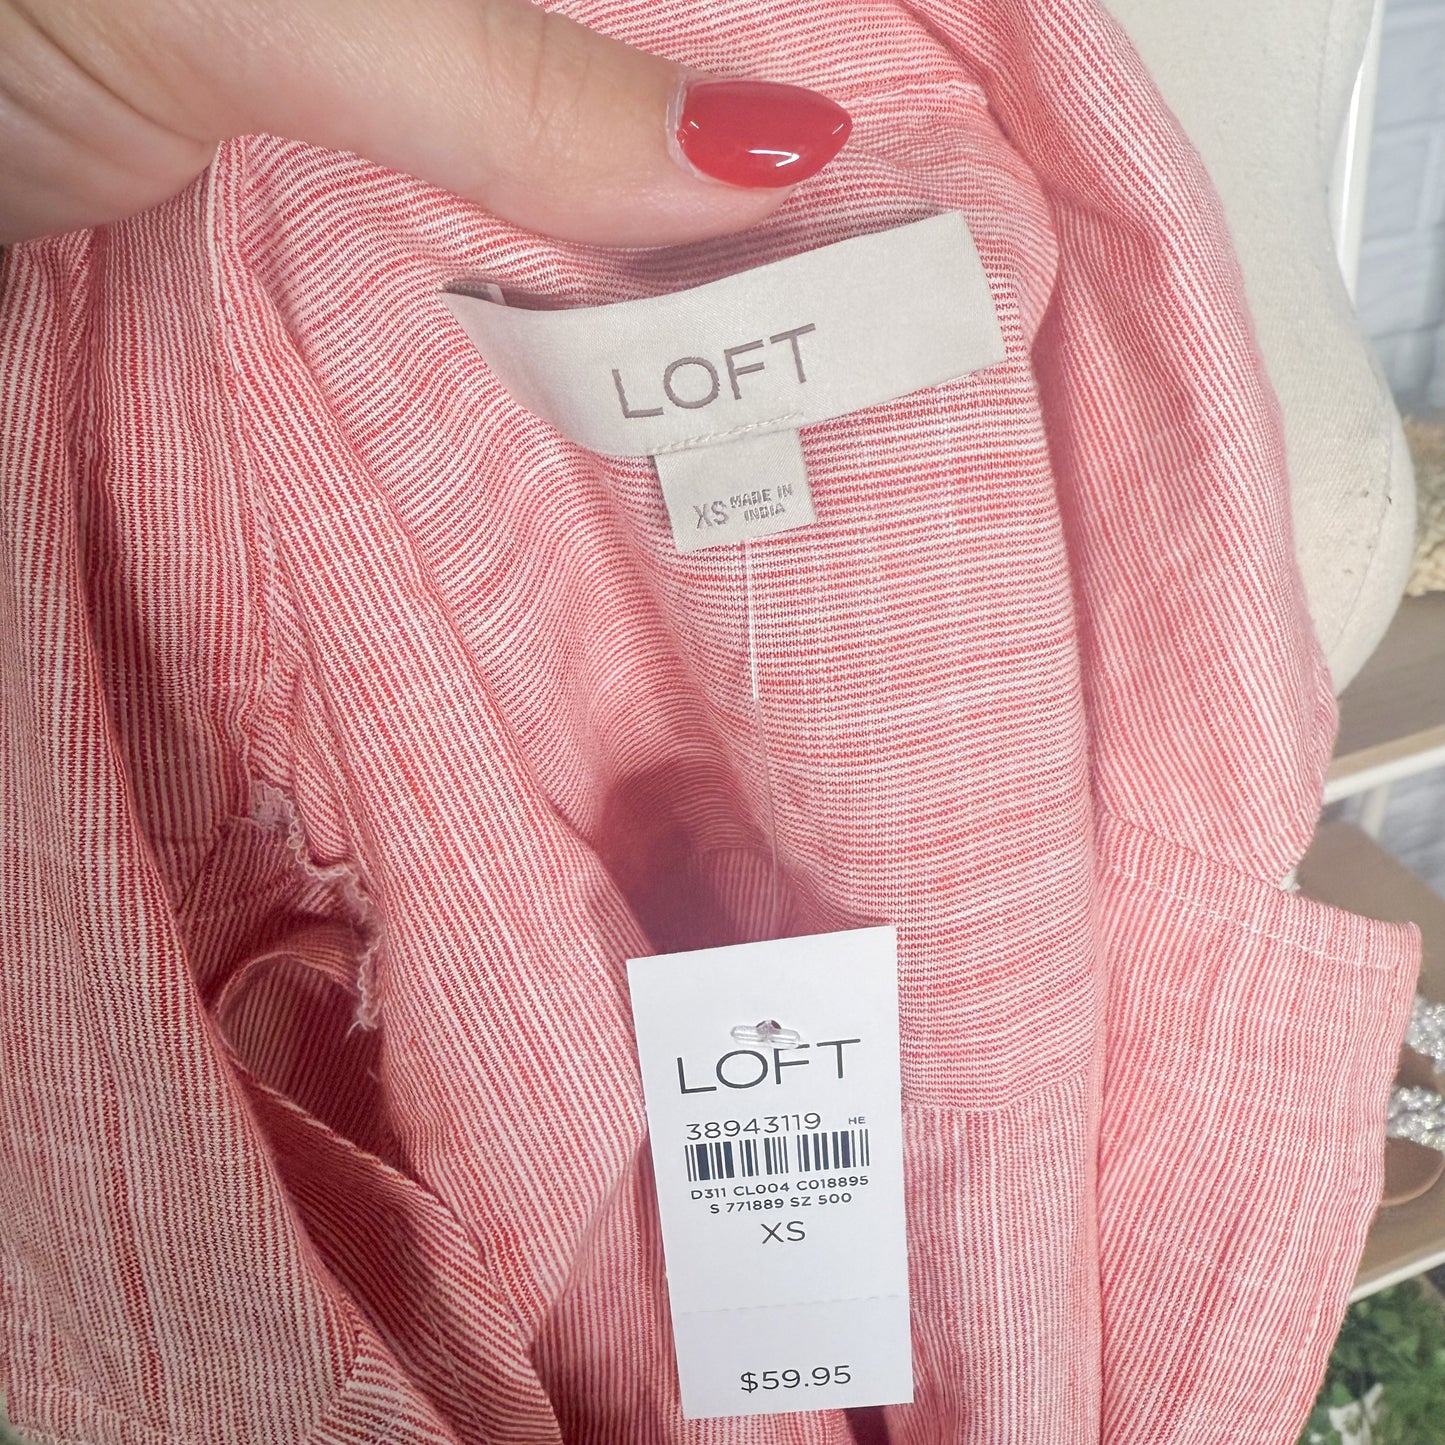 LOFT
XS MADE IN
INDIA
LOFT
38943119 HE
D311 CL004 C018895
S 771889 SZ 500
XS
$59.95